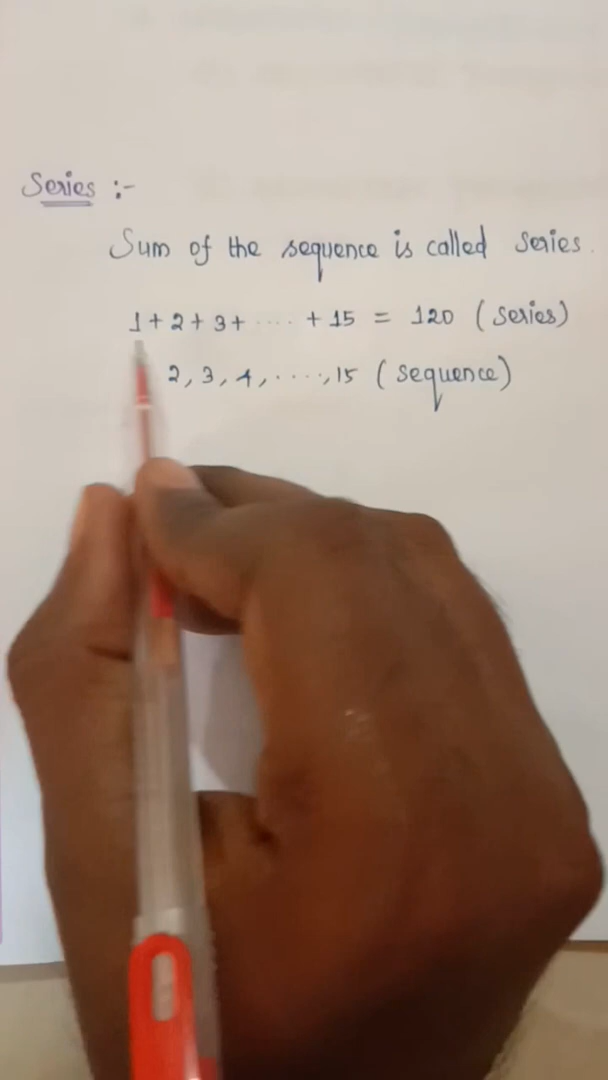 Series :-
Sum of the sequence is called series.
1 + 2 + 3 + ..... + 15 = 120 (series)
2, 3, 4, ....., 15 (sequence)